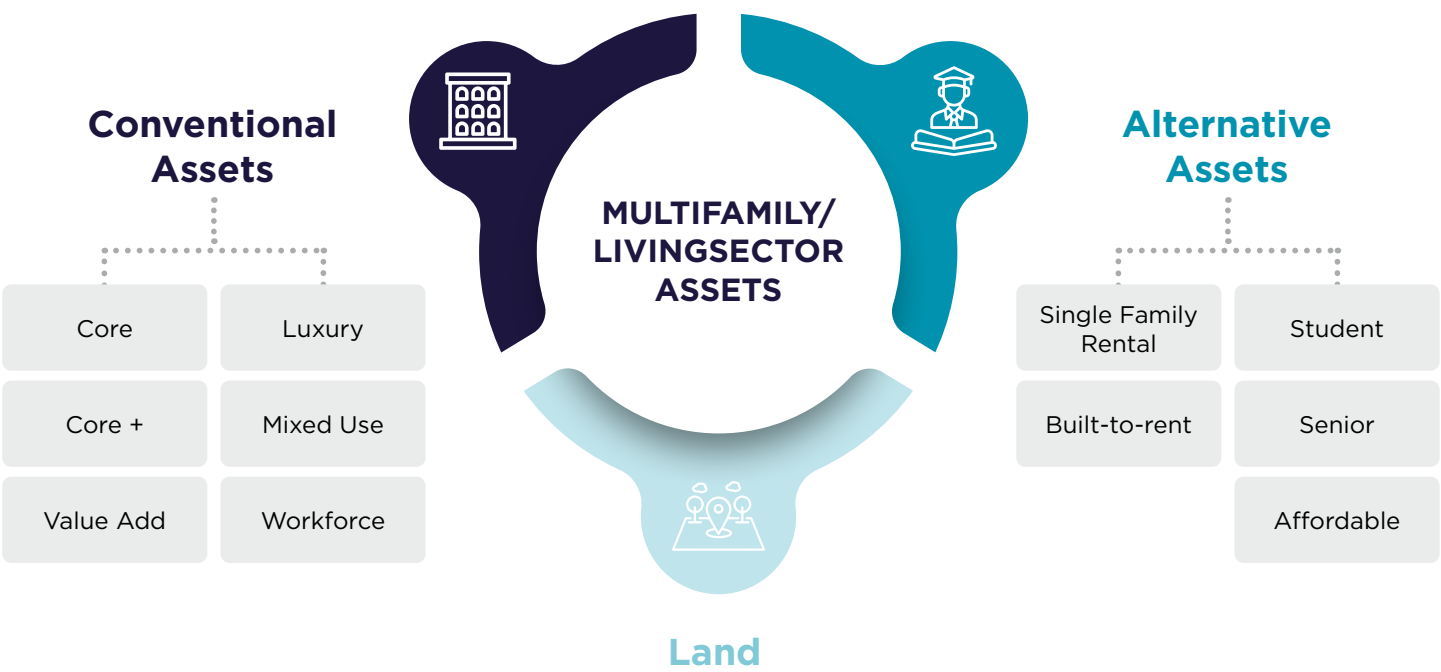 Conventional
Assets
Core
Luxury
Core +
Mixed Use
Value Add
Workforce
MULTIFAMILY/
LIVINGSECTOR
ASSETS
Alternative
Assets
Single Family
Rental
Student
Built-to-rent
Senior
Affordable
Land